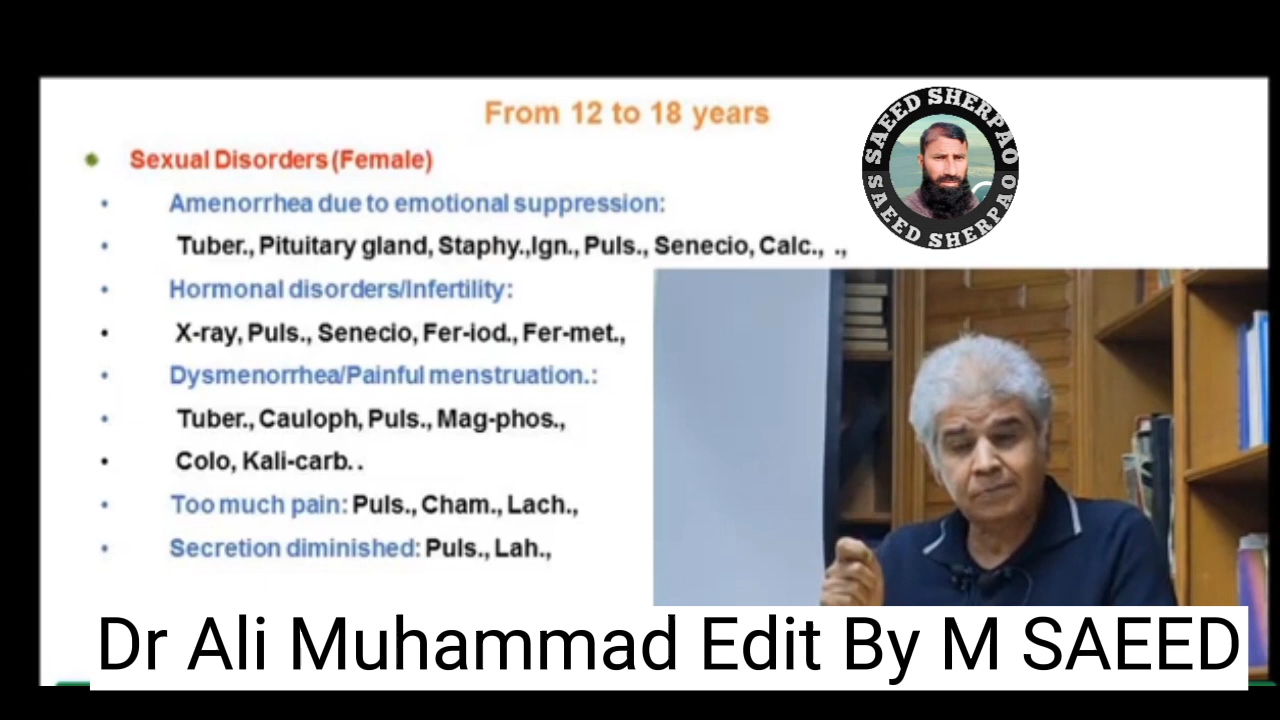 From 12 to 18 years
SAEED SHERPAO
SAEED SHERPAO
Sexual Disorders (Female)
Amenorrhea due to emotional suppression:
Tuber., Pituitary gland, Staphy.,Ign., Puls., Senecio, Calc., .,
Hormonal disorders/Infertility:
X-ray, Puls., Senecio, Fer-iod., Fer-met.,
Dysmenorrhea/Painful menstruation.:
Tuber., Cauloph, Puls., Mag-phos.,
Colo, Kali-carb. .
Too much pain: Puls., Cham., Lach.,
Secretion diminished: Puls., Lah.,
Dr Ali Muhammad Edit By M SAEED